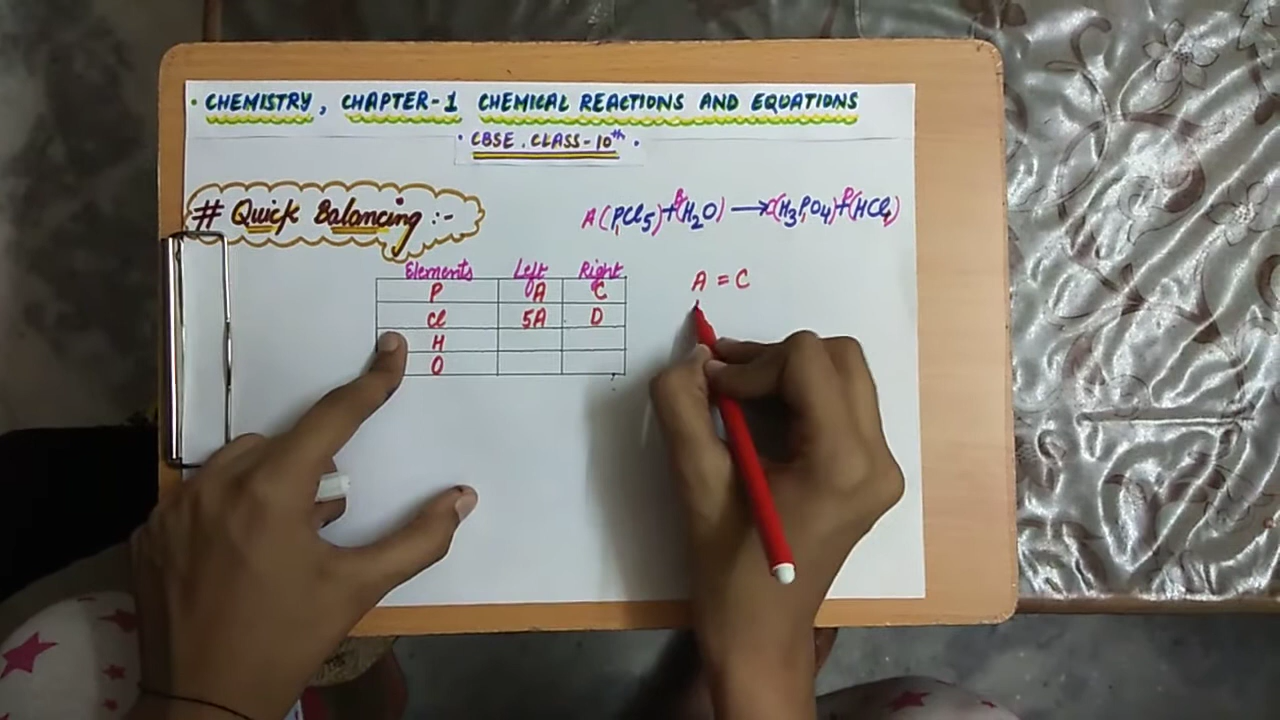 • CHEMISTRY, CHAPTER-1 CHEMICAL REACTIONS AND EQUATIONS
• CBSE. CLASS-10th •
# Quick Balancing :-
A(PCl5)+B(H2O) → C(H3PO4)+D(HCl)
Elements Left Right
P A C
Cl 5A D
H
O
A = C